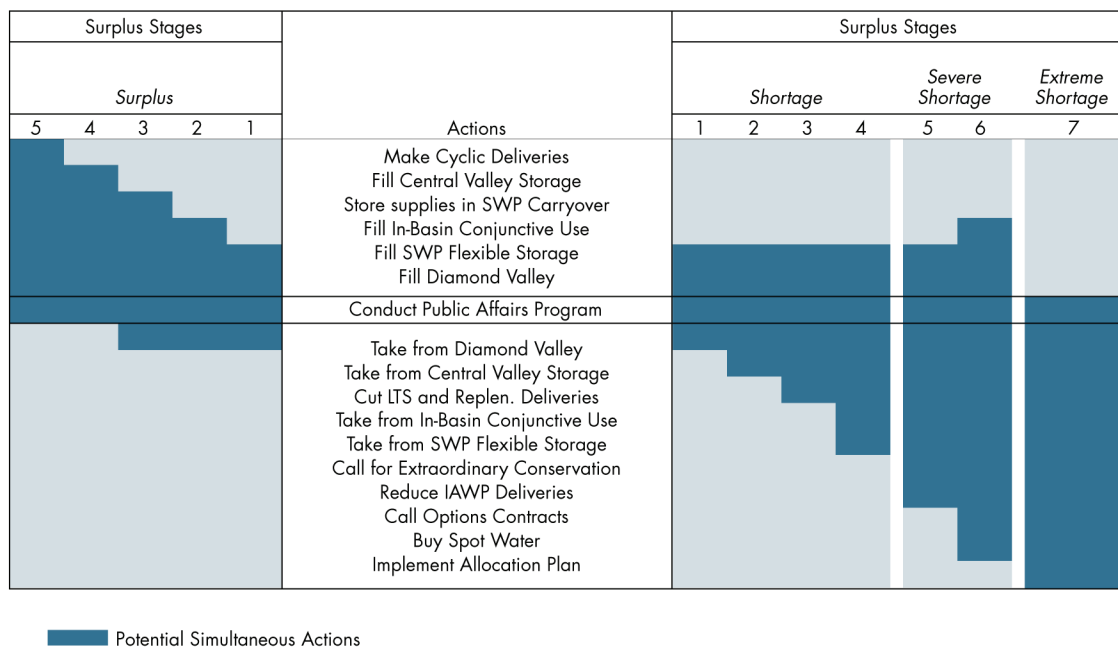 Surplus Stages
Surplus Stages
Surplus
Shortage
Severe
Shortage
Extreme
Shortage
5 4 3 2 1
Actions
1 2 3 4 5 6 7
Make Cyclic Deliveries
Fill Central Valley Storage
Store supplies in SWP Carryover
Fill In-Basin Conjunctive Use
Fill SWP Flexible Storage
Fill Diamond Valley
Conduct Public Affairs Program
Take from Diamond Valley
Take from Central Valley Storage
Cut LTS and Replen. Deliveries
Take from In-Basin Conjunctive Use
Take from SWP Flexible Storage
Call for Extraordinary Conservation
Reduce IAWP Deliveries
Call Options Contracts
Buy Spot Water
Implement Allocation Plan
Potential Simultaneous Actions